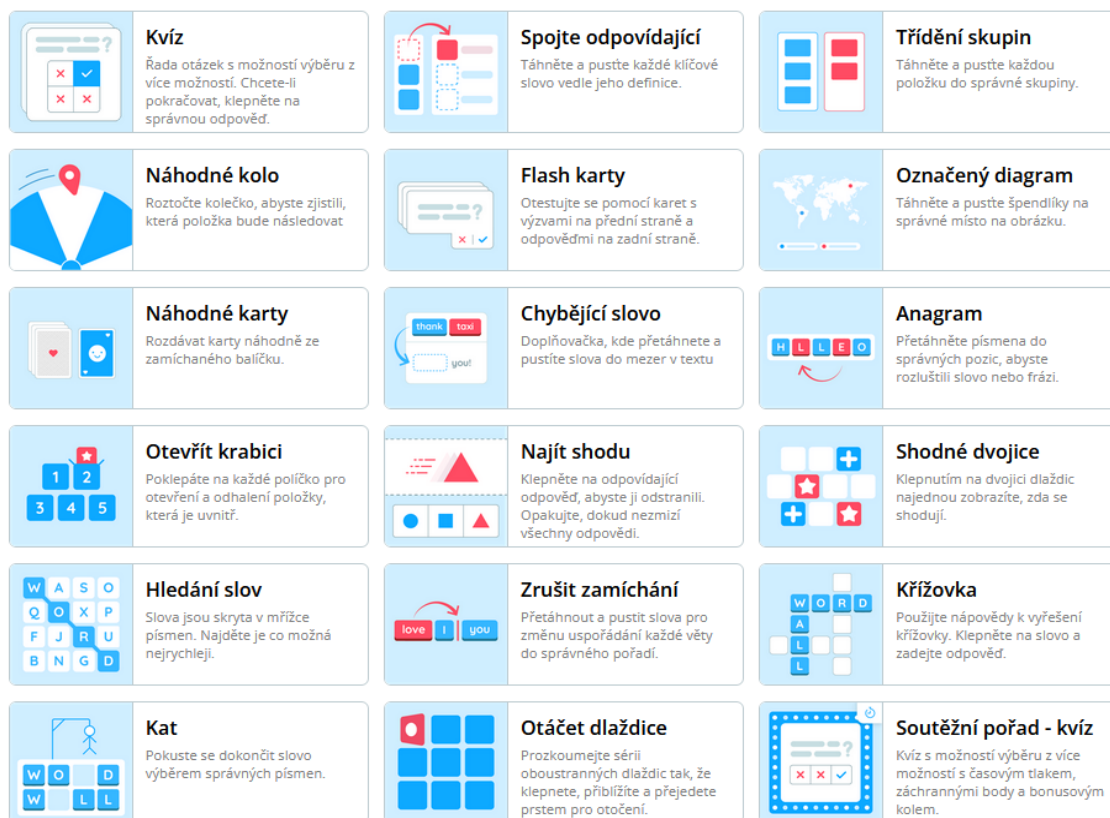 Kvíz
Řada otázek s možností výběru z
více možností. Chcete-li
pokračovat, klepněte na
správnou odpověď.
Spojte odpovídající
Táhněte a pusťte každé klíčové
slovo vedle jeho definice.
Třídění skupin
Táhněte a pusťte každou
položku do správné skupiny.
Náhodné kolo
Roztočte kolečko, abyste zjistili,
která položka bude následovat
?
Flash karty
Otestujte se pomocí karet s
výzvami na přední straně a
odpověďmi na zadní straně.
Označený diagram
Táhněte a pusťte špendlíky na
správné místo na obrázku.
Náhodné karty
Rozdávat karty náhodně ze
zamíchaného balíčku.
thank taxi
you!
Chybějící slovo
Doplňovačka, kde přetáhnete a
pustíte slova do mezer v textu
H L L E O
Anagram
Přetáhněte písmena do
správných pozic, abyste
rozluštili slovo nebo frázi.
1 2
3 4 5
Otevřít krabici
Poklepáte na každé políčko pro
otevření a odhalení položky,
která je uvnitř.
Najít shodu
Klepněte na odpovídající
odpověď, abyste ji odstranili.
Opakujte, dokud nezmizí
všechny odpovědi.
Shodné dvojice
Klepnutím na dvojici dlaždic
najednou zobrazíte, zda se
shodují.
W A S O
Q O X P
F J R U
B N G D
Hledání slov
Slova jsou skryta v mřížce
písmen. Najděte je co možná
nejrychleji.
love I you
Zrušit zamíchání
Přetáhnout a pustit slova pro
změnu uspořádání každé věty
do správného pořadí.
W O R D
A
L
L
Křížovka
Použijte nápovědy k vyřešení
křížovky. Klepněte na slovo a
zadejte odpověď.
W O D
W L L
Kat
Pokuste se dokončit slovo
výběrem správných písmen.
Otáčet dlaždice
Prozkoumejte sérii
oboustranných dlaždic tak, že
klepnete, přiblížíte a přejedete
prstem pro otočení.
?
Soutěžní pořad - kvíz
Kvíz s možností výběru z více
možností s časovým tlakem,
záchrannými body a bonusovým
kolem.